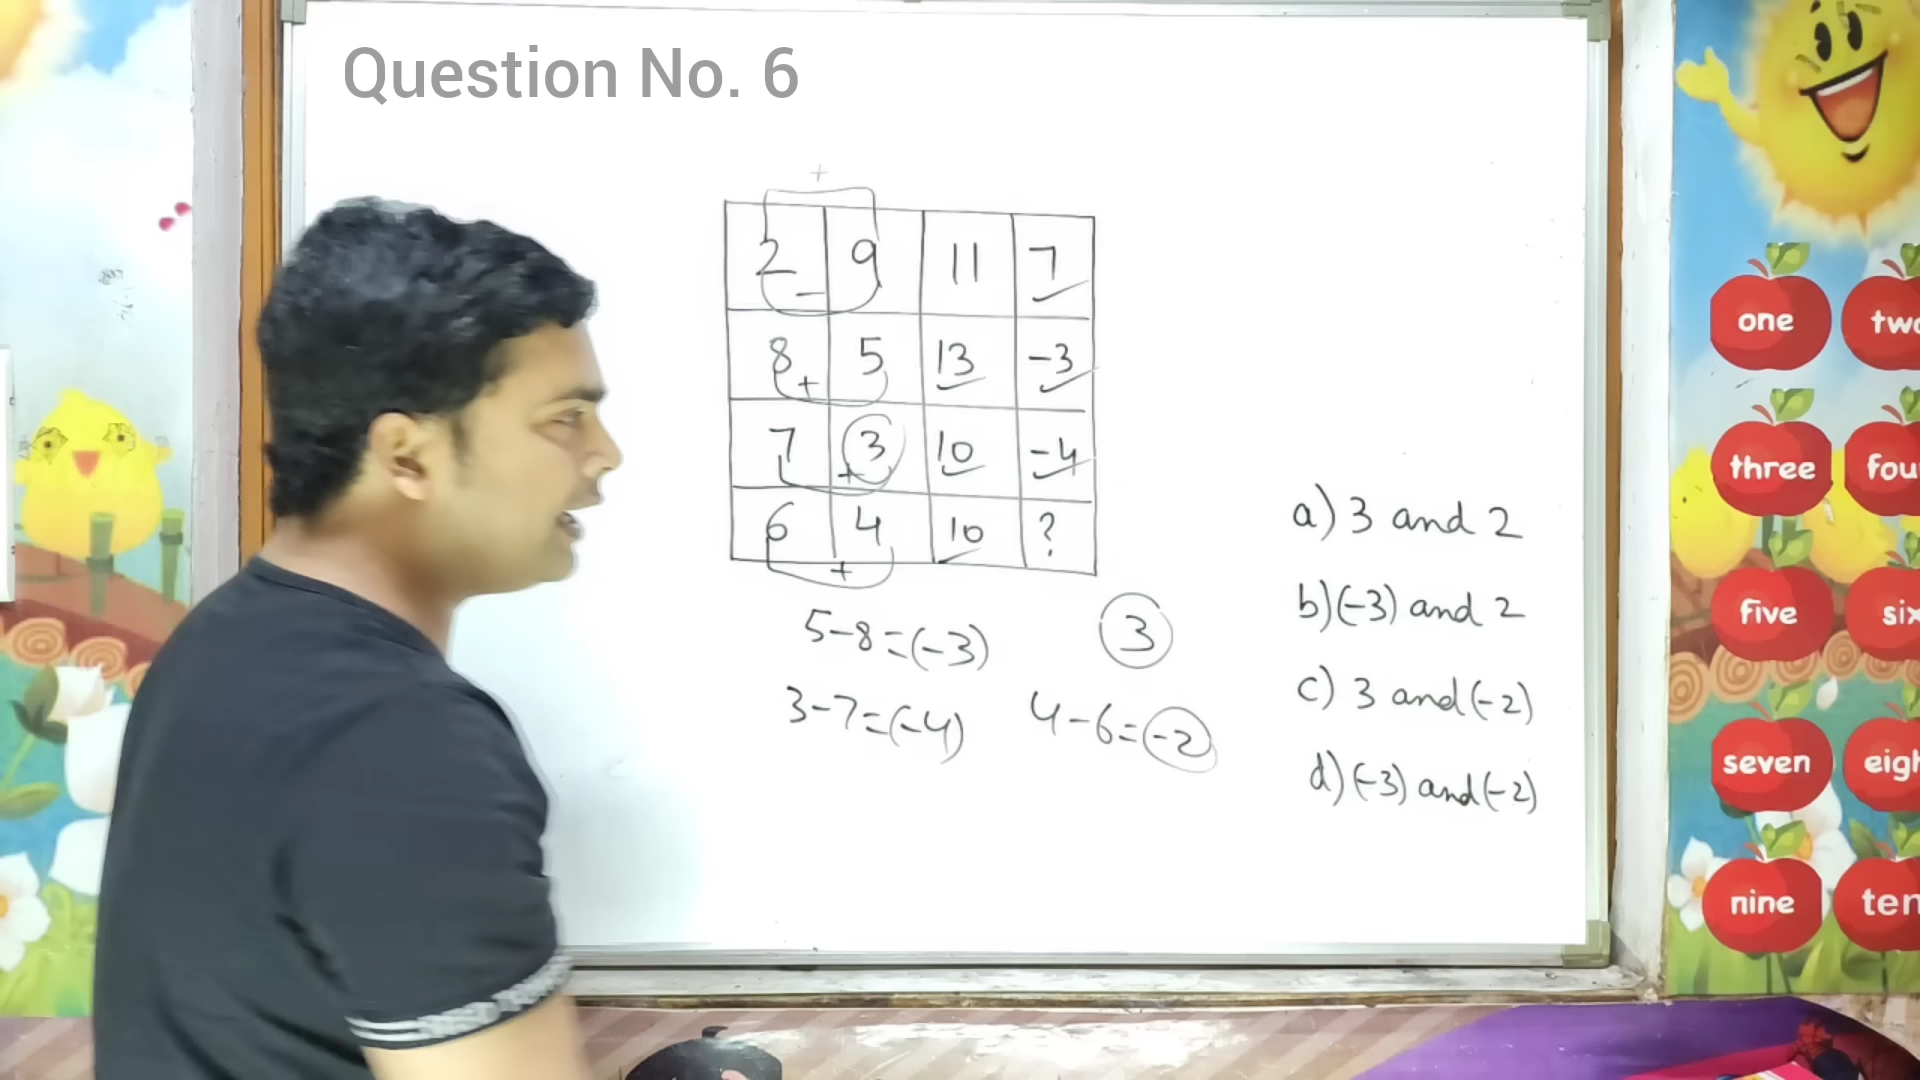 Question No. 6
+
2 9 11 7
−
8 5 13 -3
+
7 3 10 -4
+
6 4 10 ?
+
5-8=(-3)
3
3-7=(-4)
4-6=-2
a) 3 and 2
b) (-3) and 2
c) 3 and (-2)
d) (-3) and (-2)
one
three
five
six
seven
nine
ten